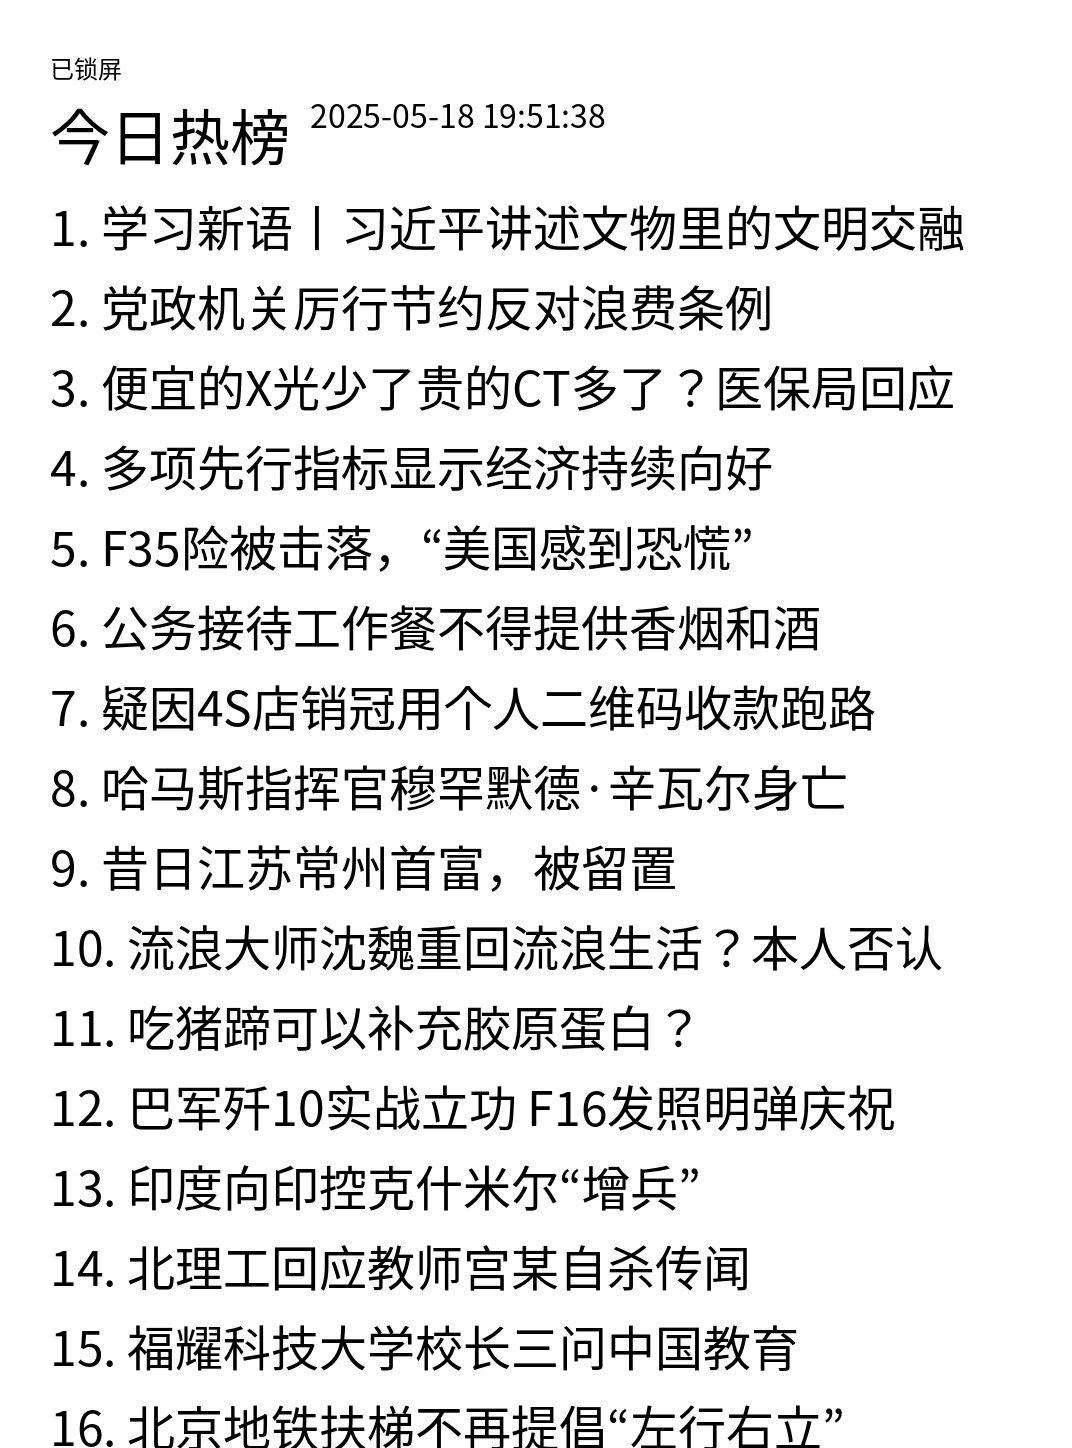 已锁屏
今日热榜 2025-05-18 19:51:38
1. 学习新语丨习近平讲述文物里的文明交融
2. 党政机关厉行节约反对浪费条例
3. 便宜的X光少了贵的CT多了？医保局回应
4. 多项先行指标显示经济持续向好
5. F35险被击落，“美国感到恐慌”
6. 公务接待工作餐不得提供香烟和酒
7. 疑因4S店销冠用个人二维码收款跑路
8. 哈马斯指挥官穆罕默德·辛瓦尔身亡
9. 昔日江苏常州首富，被留置
10. 流浪大师沈魏重回流浪生活？本人否认
11. 吃猪蹄可以补充胶原蛋白？
12. 巴军歼10实战立功 F16发照明弹庆祝
13. 印度向印控克什米尔“增兵”
14. 北理工回应教师宫某自杀传闻
15. 福耀科技大学校长三问中国教育
16. 北京地铁扶梯不再提倡“左行右立”